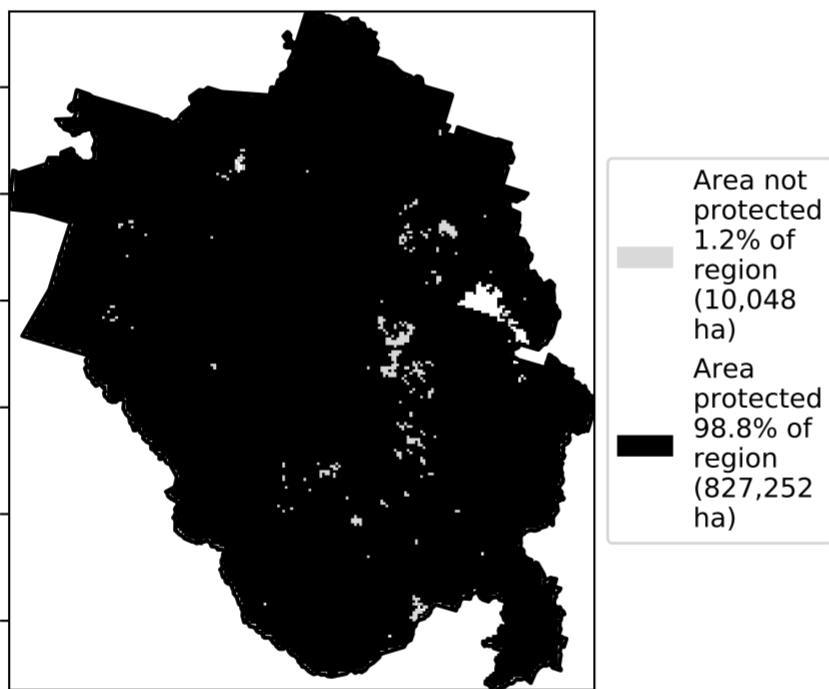 Area not
protected
1.2% of
region
(10,048
ha)
Area
protected
98.8% of
region
(827,252
ha)